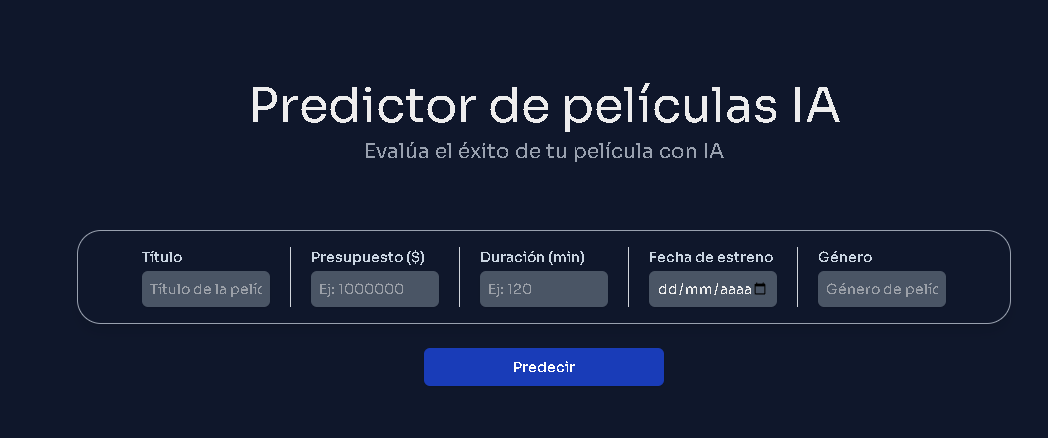 Predictor de películas IA
Evalúa el éxito de tu película con IA
Título
Presupuesto ($)
Duración (min)
Fecha de estreno
Género
Título de la pelíc
Ej: 1000000
Ej: 120
dd/mm/aaaa
Género de pelíc
Predecir